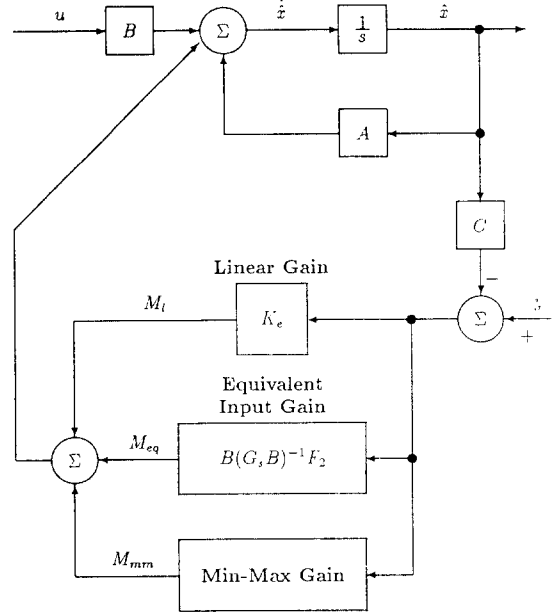 u
B
Σ
ẋ̂
1/s
x̂
A
C
−
Linear Gain
M_l
K_e
Σ
+
Equivalent
Input Gain
Σ
M_eq
B(G_sB)^{-1}F_2
M_mm
Min-Max Gain